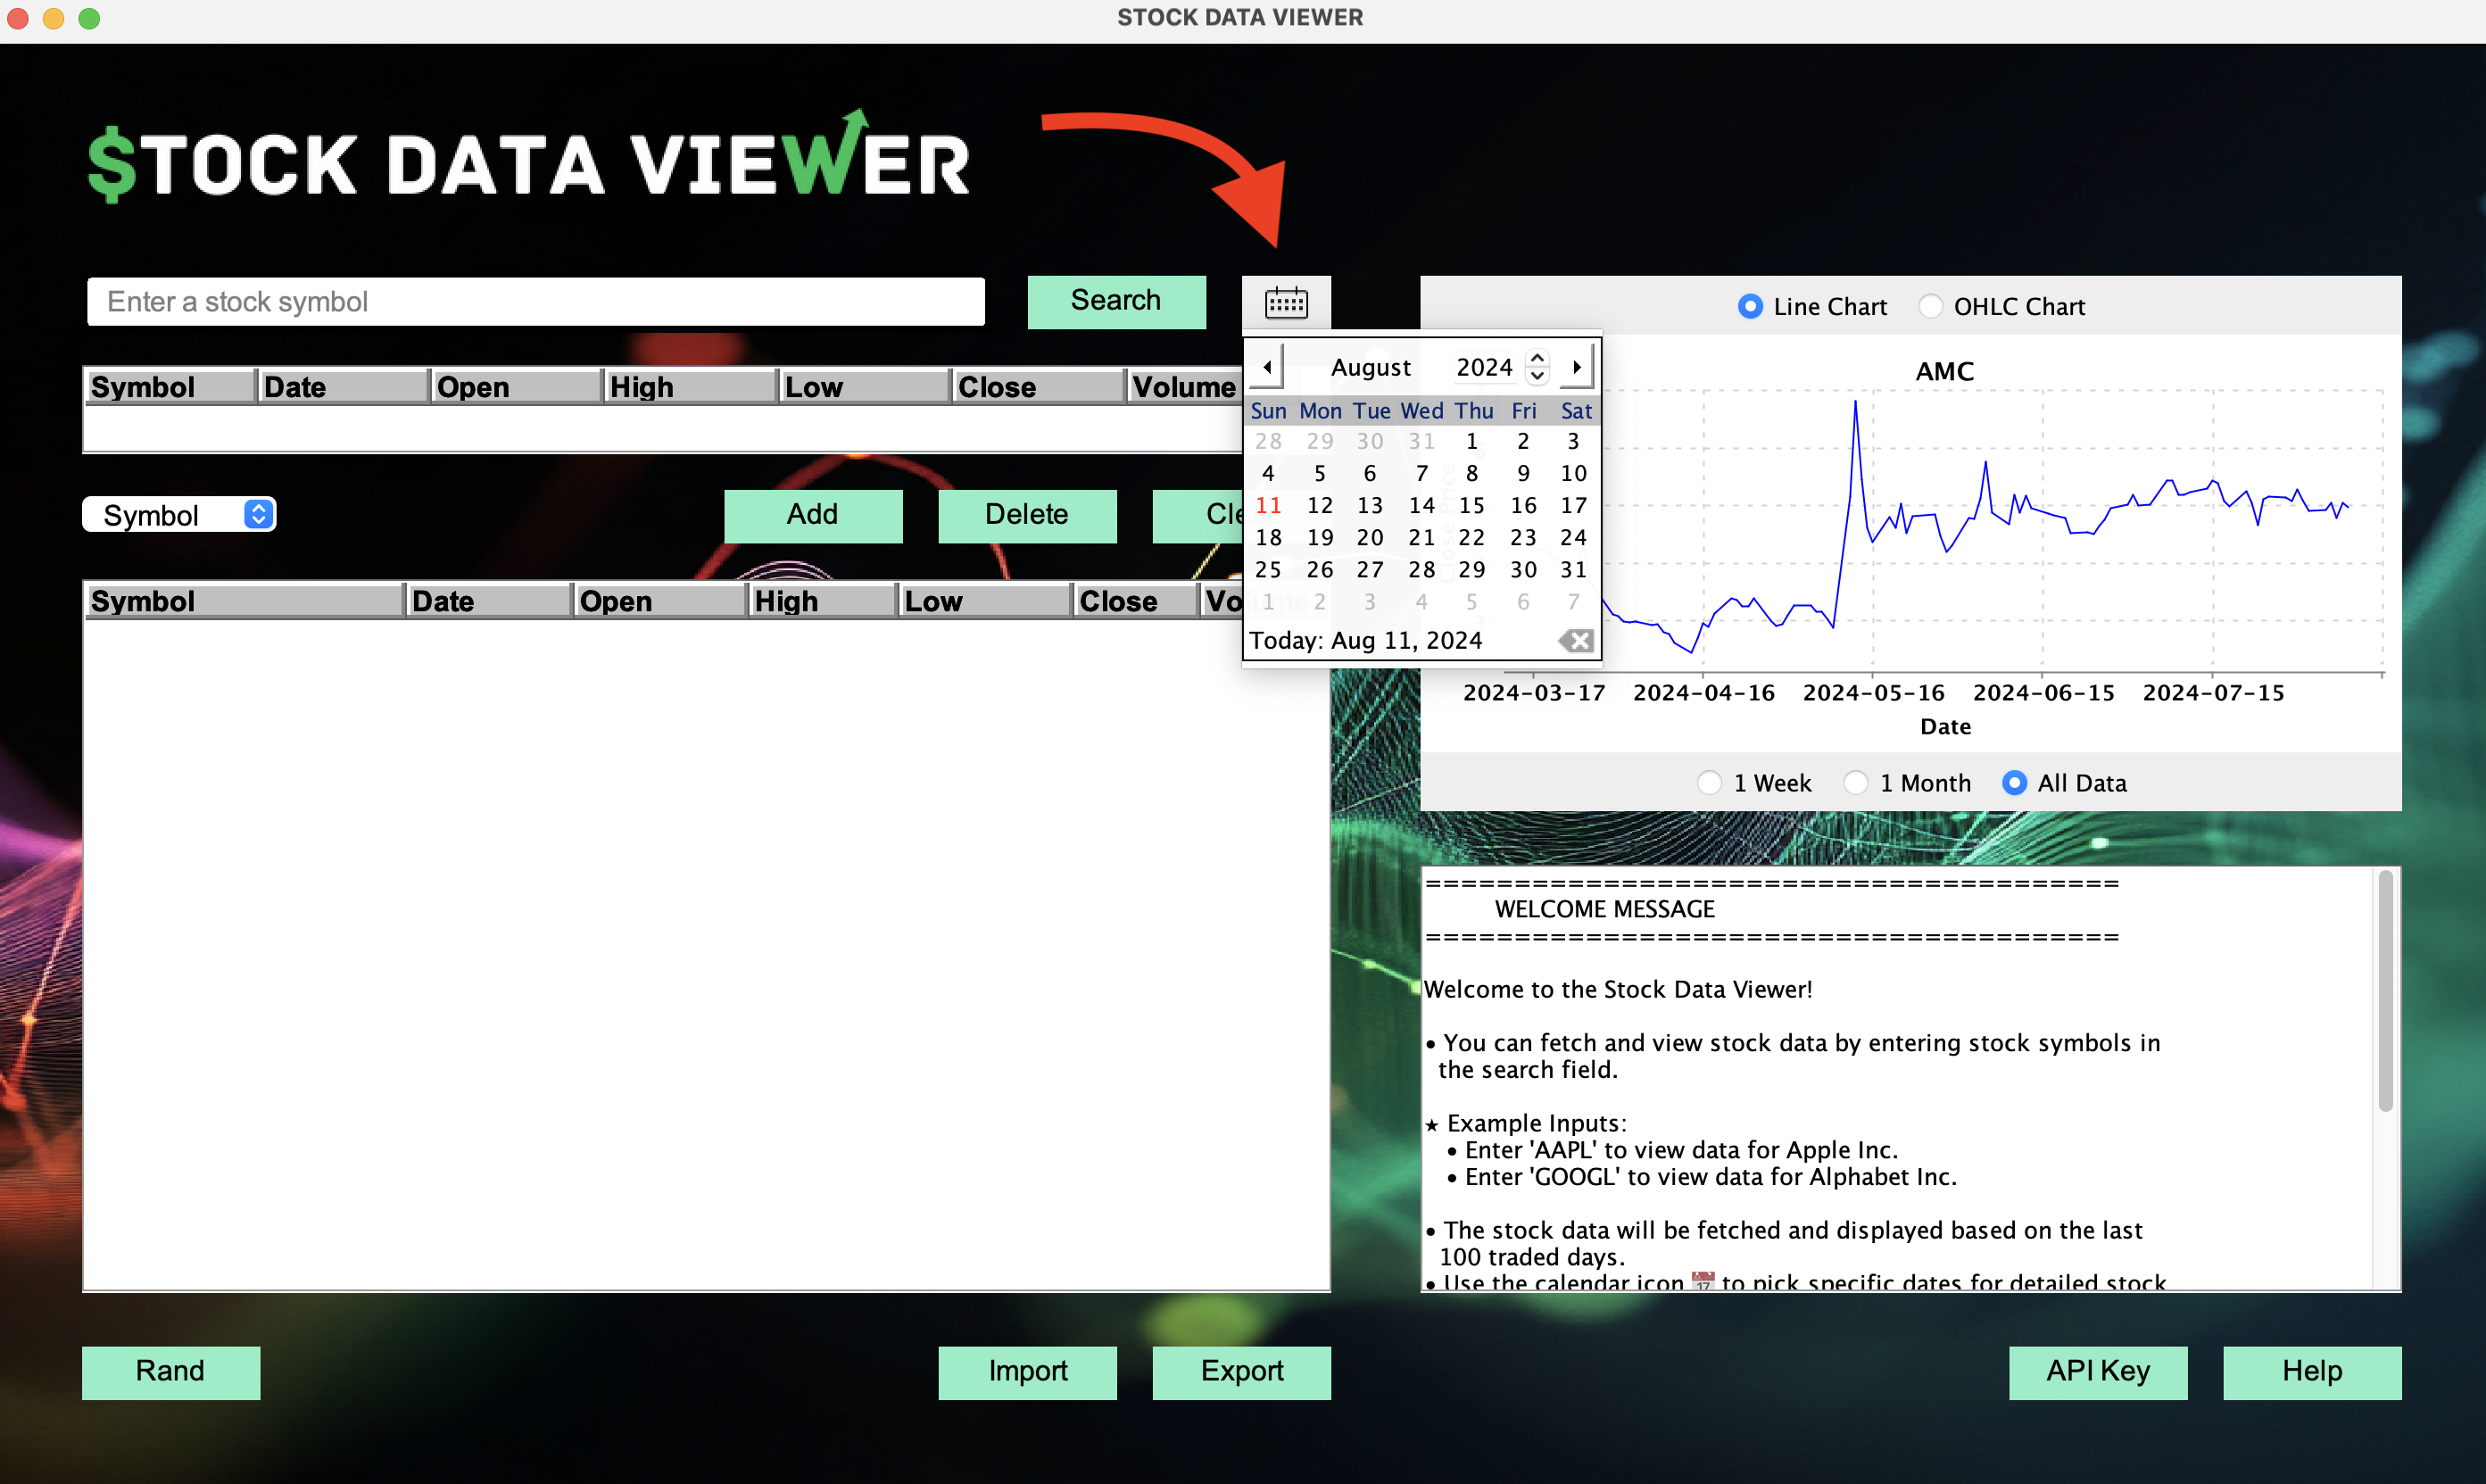 STOCK DATA VIEWER
$TOCK DATA VIEWER
Enter a stock symbol
Search
Symbol Date Open High Low Close Volume
Symbol
Add Delete
Symbol Date Open High Low Close
August 2024
Sun Mon Tue Wed Thu Fri Sat
28 29 30 31 1 2 3
4 5 6 7 8 9 10
11 12 13 14 15 16 17
18 19 20 21 22 23 24
25 26 27 28 29 30 31
1 2 3 4 5 6 7
Today: Aug 11, 2024
Line Chart OHLC Chart
AMC
2024-03-17 2024-04-16 2024-05-16 2024-06-15 2024-07-15
Date
1 Week 1 Month All Data
=======================================
WELCOME MESSAGE
=======================================
Welcome to the Stock Data Viewer!
• You can fetch and view stock data by entering stock symbols in
the search field.
★ Example Inputs:
• Enter 'AAPL' to view data for Apple Inc.
• Enter 'GOOGL' to view data for Alphabet Inc.
• The stock data will be fetched and displayed based on the last
100 traded days.
• Use the calendar icon 📅 to pick specific dates for detailed stock
Rand Import Export API Key Help